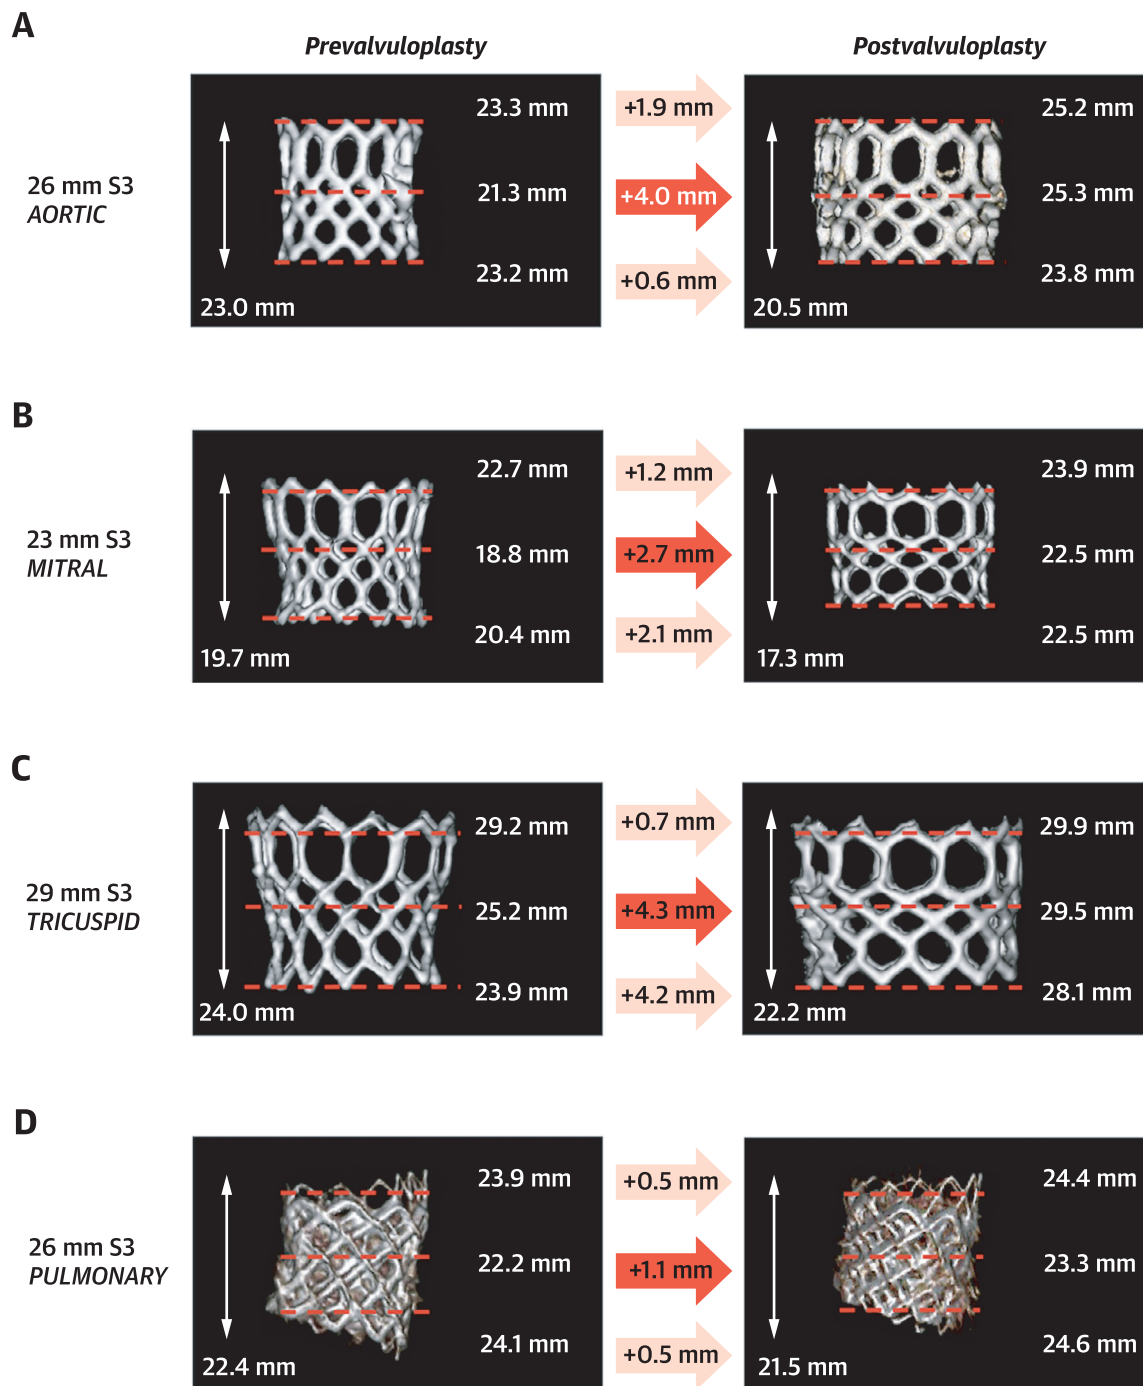 A
Prevalvuloplasty
Postvalvuloplasty
26 mm S3
AORTIC
23.3 mm
21.3 mm
23.2 mm
23.0 mm
+1.9 mm
+4.0 mm
+0.6 mm
25.2 mm
25.3 mm
23.8 mm
20.5 mm
B
23 mm S3
MITRAL
22.7 mm
18.8 mm
20.4 mm
19.7 mm
+1.2 mm
+2.7 mm
+2.1 mm
23.9 mm
22.5 mm
22.5 mm
17.3 mm
C
29 mm S3
TRICUSPID
29.2 mm
25.2 mm
23.9 mm
24.0 mm
+0.7 mm
+4.3 mm
+4.2 mm
29.9 mm
29.5 mm
28.1 mm
22.2 mm
D
26 mm S3
PULMONARY
23.9 mm
22.2 mm
24.1 mm
22.4 mm
+0.5 mm
+1.1 mm
+0.5 mm
24.4 mm
23.3 mm
24.6 mm
21.5 mm